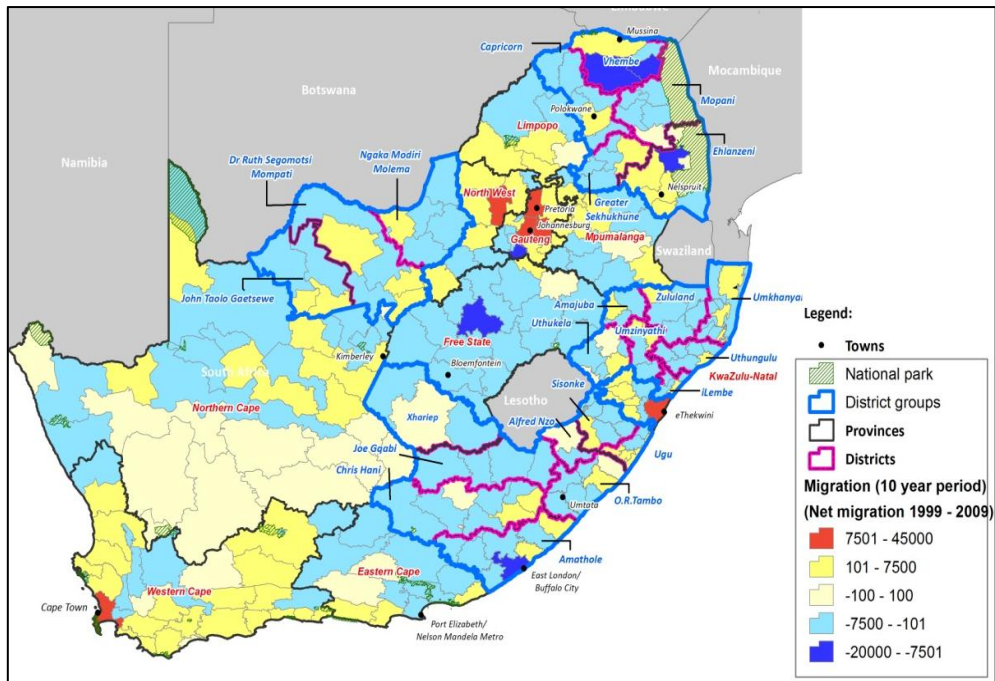 Zimbabwe
Mussina
Capricorn
Vhembe
Mocambique
Botswana
Mopani
Polokwane
Limpopo
Ehlanzeni
Namibia
Dr Ruth Segomotsi
Mompati
Ngaka Modiri
Molema
Nelspruit
North West
Pretoria
Greater
Sekhukhune
Johannesburg
Gauteng
Mpumalanga
Swaziland
John Taolo Gaetsewe
Amajuba
Zululand
Umkhanya
Uthukela
Umzinyathi
Free State
Kimberley
Bloemfontein
Uthungulu
South Africa
Sisonke
KwaZulu-Natal
Lesotho
iLembe
Northern Cape
Xhariep
Alfred Nzo
eThekwini
Joe Gqabi
Ugu
Chris Hani
O.R.Tambo
Umtata
Amathole
Eastern Cape
Western Cape
East London/
Buffalo City
Cape Town
Port Elizabeth/
Nelson Mandela Metro
Legend:
Towns
National park
District groups
Provinces
Districts
Migration (10 year period)
(Net migration 1999 - 2009)
7501 - 45000
101 - 7500
-100 - 100
-7500 - -101
-20000 - -7501